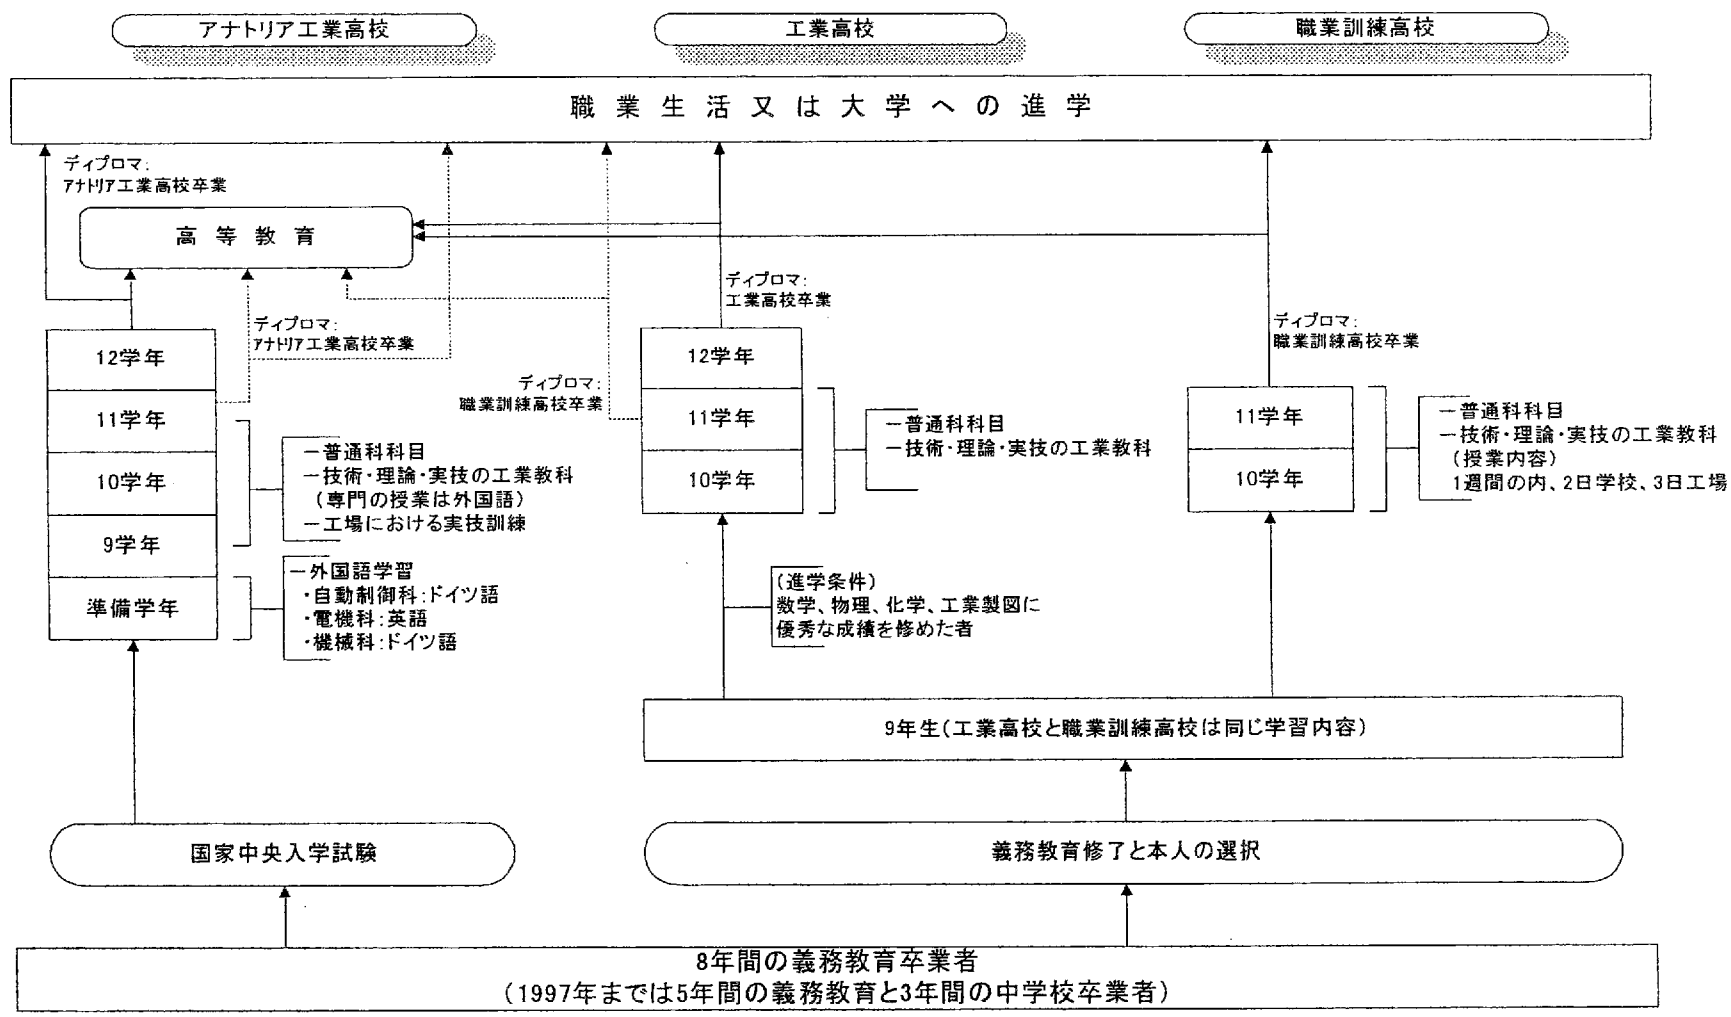 アナトリア工業高校
工業高校
職業訓練高校
職業生活又は大学への進学
ディプロマ:
アナトリア工業高校卒業
高等教育
ディプロマ:
アナトリア工業高校卒業
12学年
11学年
10学年
9学年
準備学年
ー普通科科目
ー技術・理論・実技の工業教科
(専門の授業は外国語)
ー工場における実技訓練
ー外国語学習
・自動制御科:ドイツ語
・電機科:英語
・機械科:ドイツ語
ディプロマ:
工業高校卒業
ディプロマ:
職業訓練高校卒業
12学年
11学年
10学年
ー普通科科目
ー技術・理論・実技の工業教科
(進学条件)
数学、物理、化学、工業製図に
優秀な成績を修めた者
ディプロマ:
職業訓練高校卒業
11学年
10学年
ー普通科科目
ー技術・理論・実技の工業教科
(授業内容)
1週間の内、2日学校、3日工場
9年生(工業高校と職業訓練高校は同じ学習内容)
国家中央入学試験
義務教育修了と本人の選択
8年間の義務教育卒業者
(1997年までは5年間の義務教育と3年間の中学校卒業者)